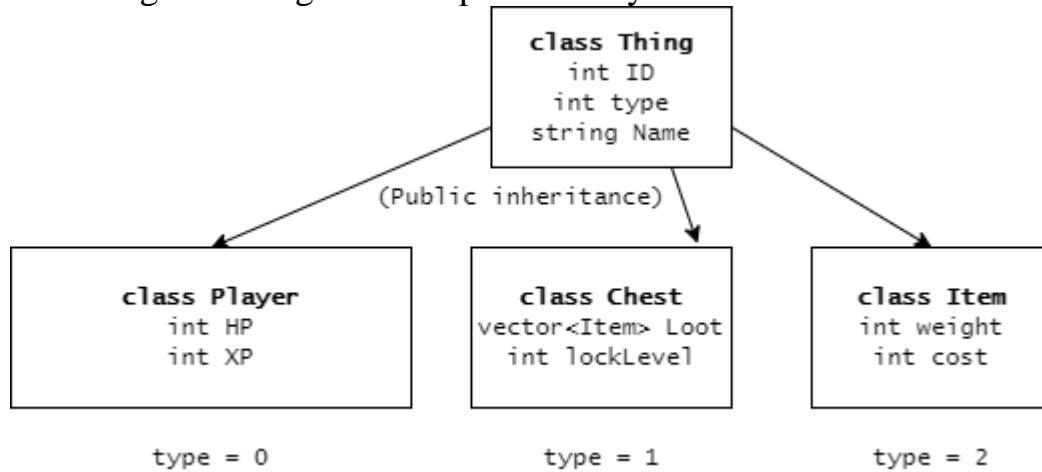 class Thing
int ID
int type
string Name
(Public inheritance)
class Player
int HP
int XP
class Chest
vector<Item> Loot
int lockLevel
class Item
int weight
int cost
type = 0
type = 1
type = 2